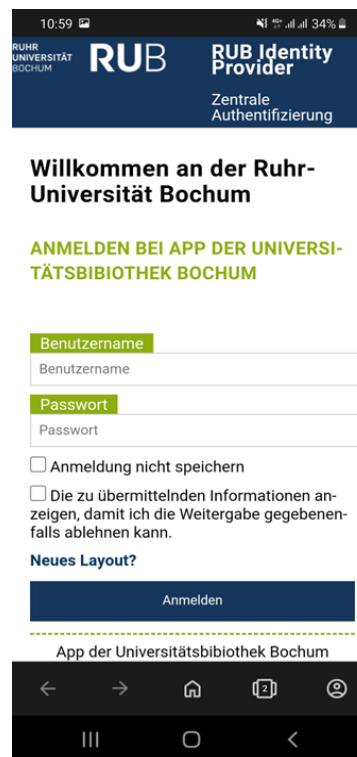 10:59
34%
RUHR
UNIVERSITÄT
BOCHUM
RUB
RUB Identity
Provider
Zentrale
Authentifizierung
Willkommen an der Ruhr-
Universität Bochum
ANMELDEN BEI APP DER UNIVERSI-
TÄTSBIBIOTHEK BOCHUM
Benutzername
Benutzername
Passwort
Passwort
Anmeldung nicht speichern
Die zu übermittelnden Informationen an-
zeigen, damit ich die Weitergabe gegebenen-
falls ablehnen kann.
Neues Layout?
Anmelden
App der Universitätsbibiothek Bochum
2